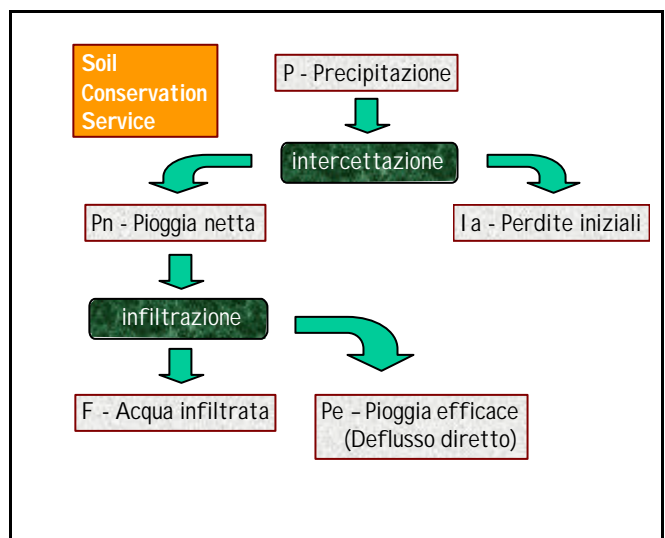 Soil
Conservation
Service
P - Precipitazione
intercettazione
Pn - Pioggia netta
Ia - Perdite iniziali
infiltrazione
F - Acqua infiltrata
Pe – Pioggia efficace
(Deflusso diretto)